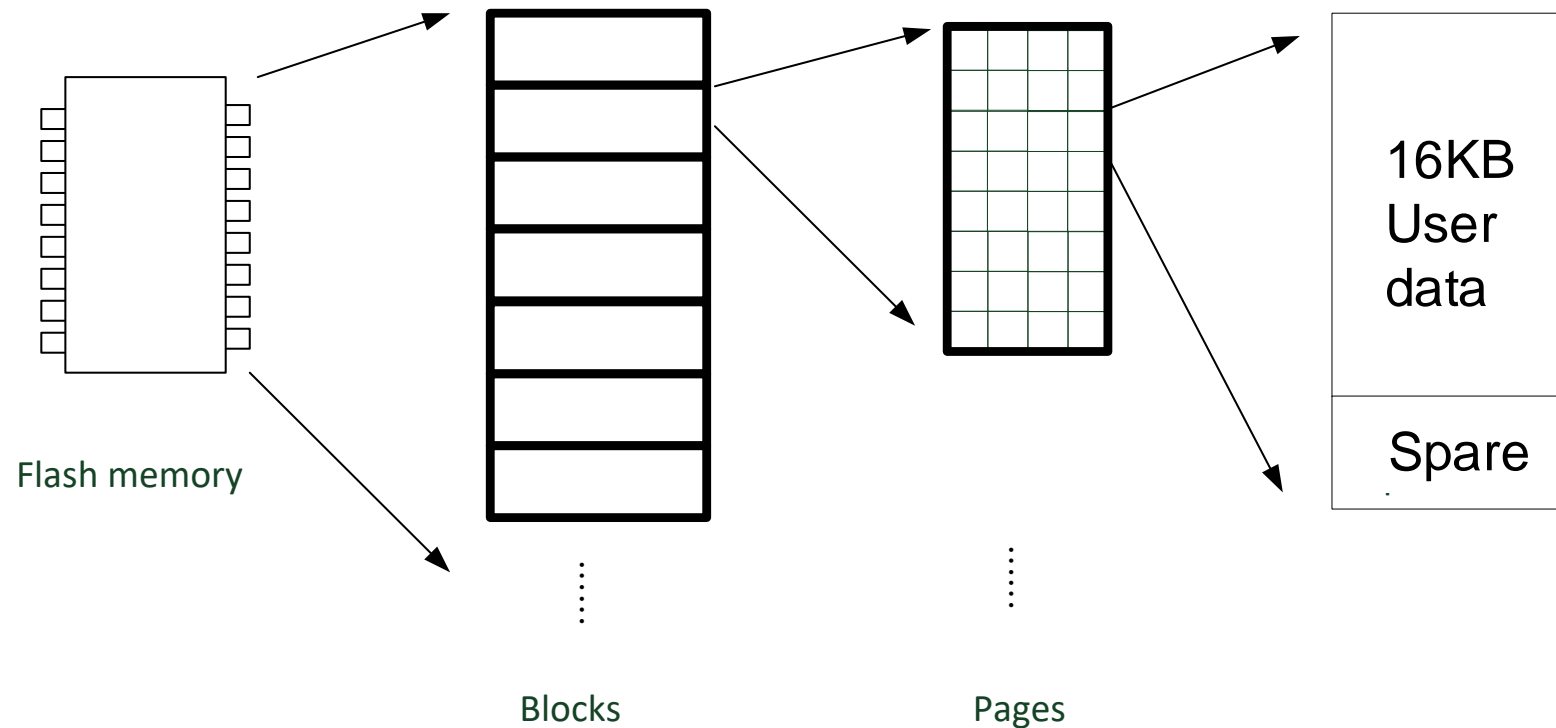 Flash memory
Blocks
Pages
16KB
User
data
Spare